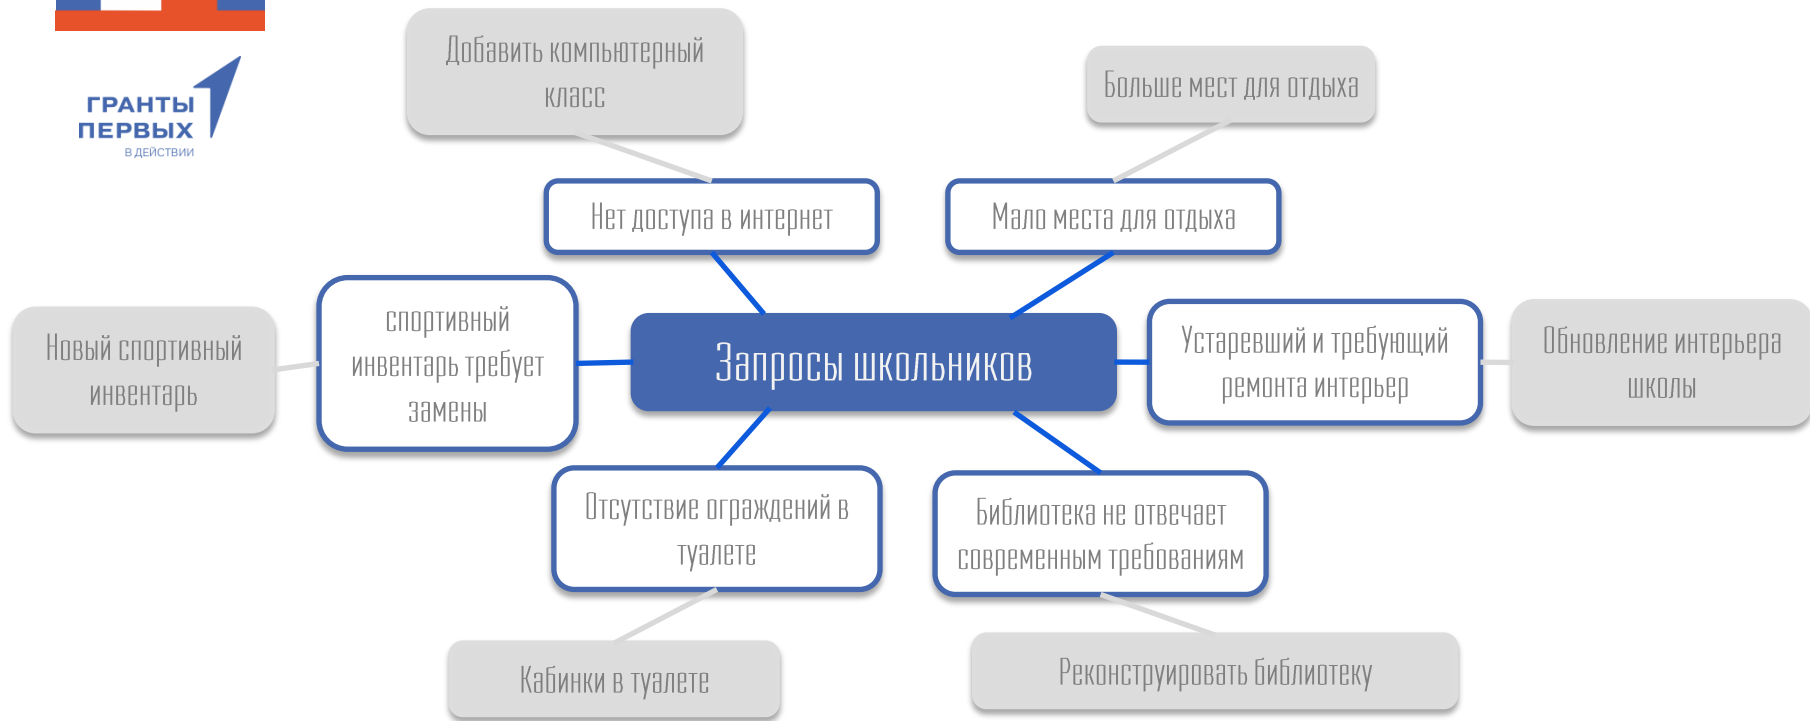 ГРАНТЫ
ПЕРВЫХ
В ДЕЙСТВИИ
Добавить компьютерный
класс
Больше мест для отдыха
Нет доступа в интернет
Мало места для отдыха
Новый спортивный
инвентарь
спортивный
инвентарь требует
замены
Запросы школьников
Устаревший и требующий
ремонта интерьер
Обновление интерьера
школы
Отсутствие ограждений в
туалете
Библиотека не отвечает
современным требованиям
Кабинки в туалете
Реконструировать библиотеку